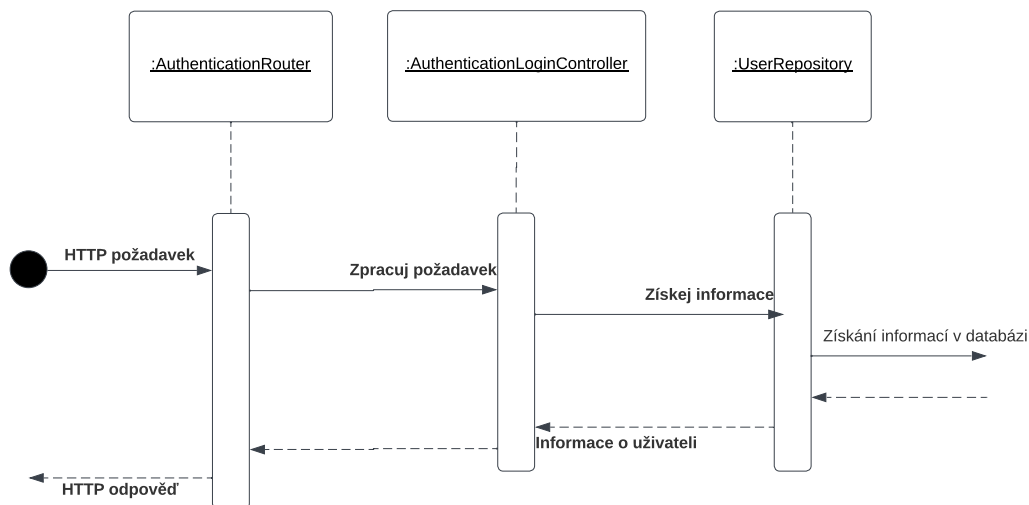 :AuthenticationRouter
:AuthenticationLoginController
:UserRepository
HTTP požadavek
Zpracuj požadavek
Získej informace
Získání informací v databázi
Informace o uživateli
HTTP odpověď